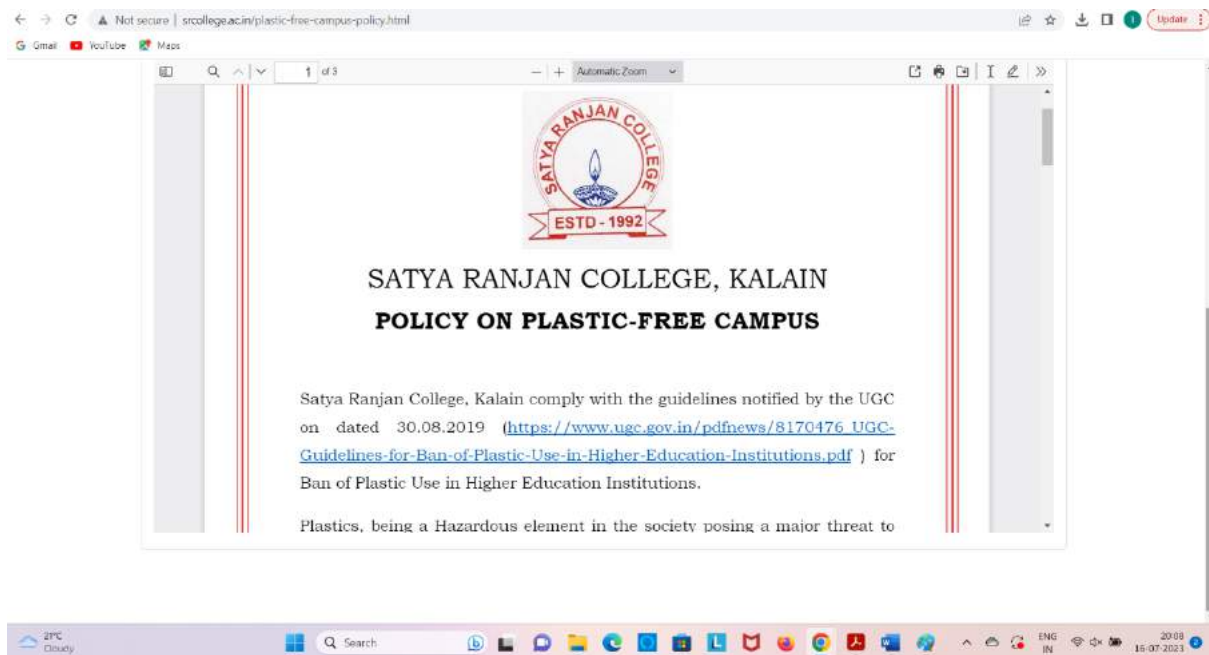 Not secure | srcollege.ac.in/plastic-free-campus-policy.html
Update
Gmail YouTube Maps
1 of 3 Automatic Zoom
SATYA RANJAN COLLEGE
ESTD - 1992
SATYA RANJAN COLLEGE, KALAIN
POLICY ON PLASTIC-FREE CAMPUS
Satya Ranjan College, Kalain comply with the guidelines notified by the UGC
on dated 30.08.2019 (https://www.ugc.gov.in/pdfnews/8170476_UGC-
Guidelines-for-Ban-of-Plastic-Use-in-Higher-Education-Institutions.pdf ) for
Ban of Plastic Use in Higher Education Institutions.
Plastics, being a Hazardous element in the society posing a major threat to
21°C
Cloudy
Search
ENG
IN
20:08
16-07-2023